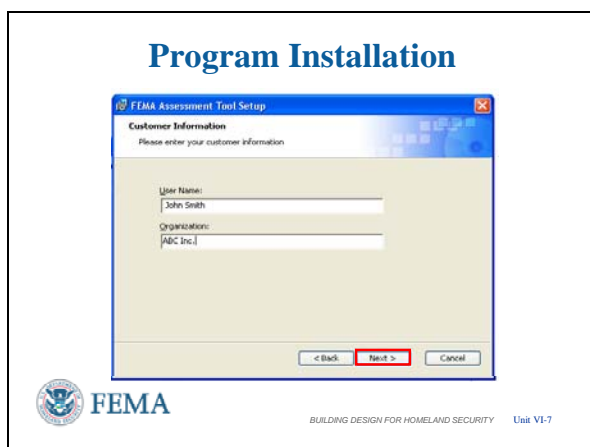 Program Installation
FEMA Assessment Tool Setup
Customer Information
Please enter your customer information
User Name:
John Smith
Organization:
ABC Inc.
< Back Next > Cancel
FEMA
BUILDING DESIGN FOR HOMELAND SECURITY Unit VI-7